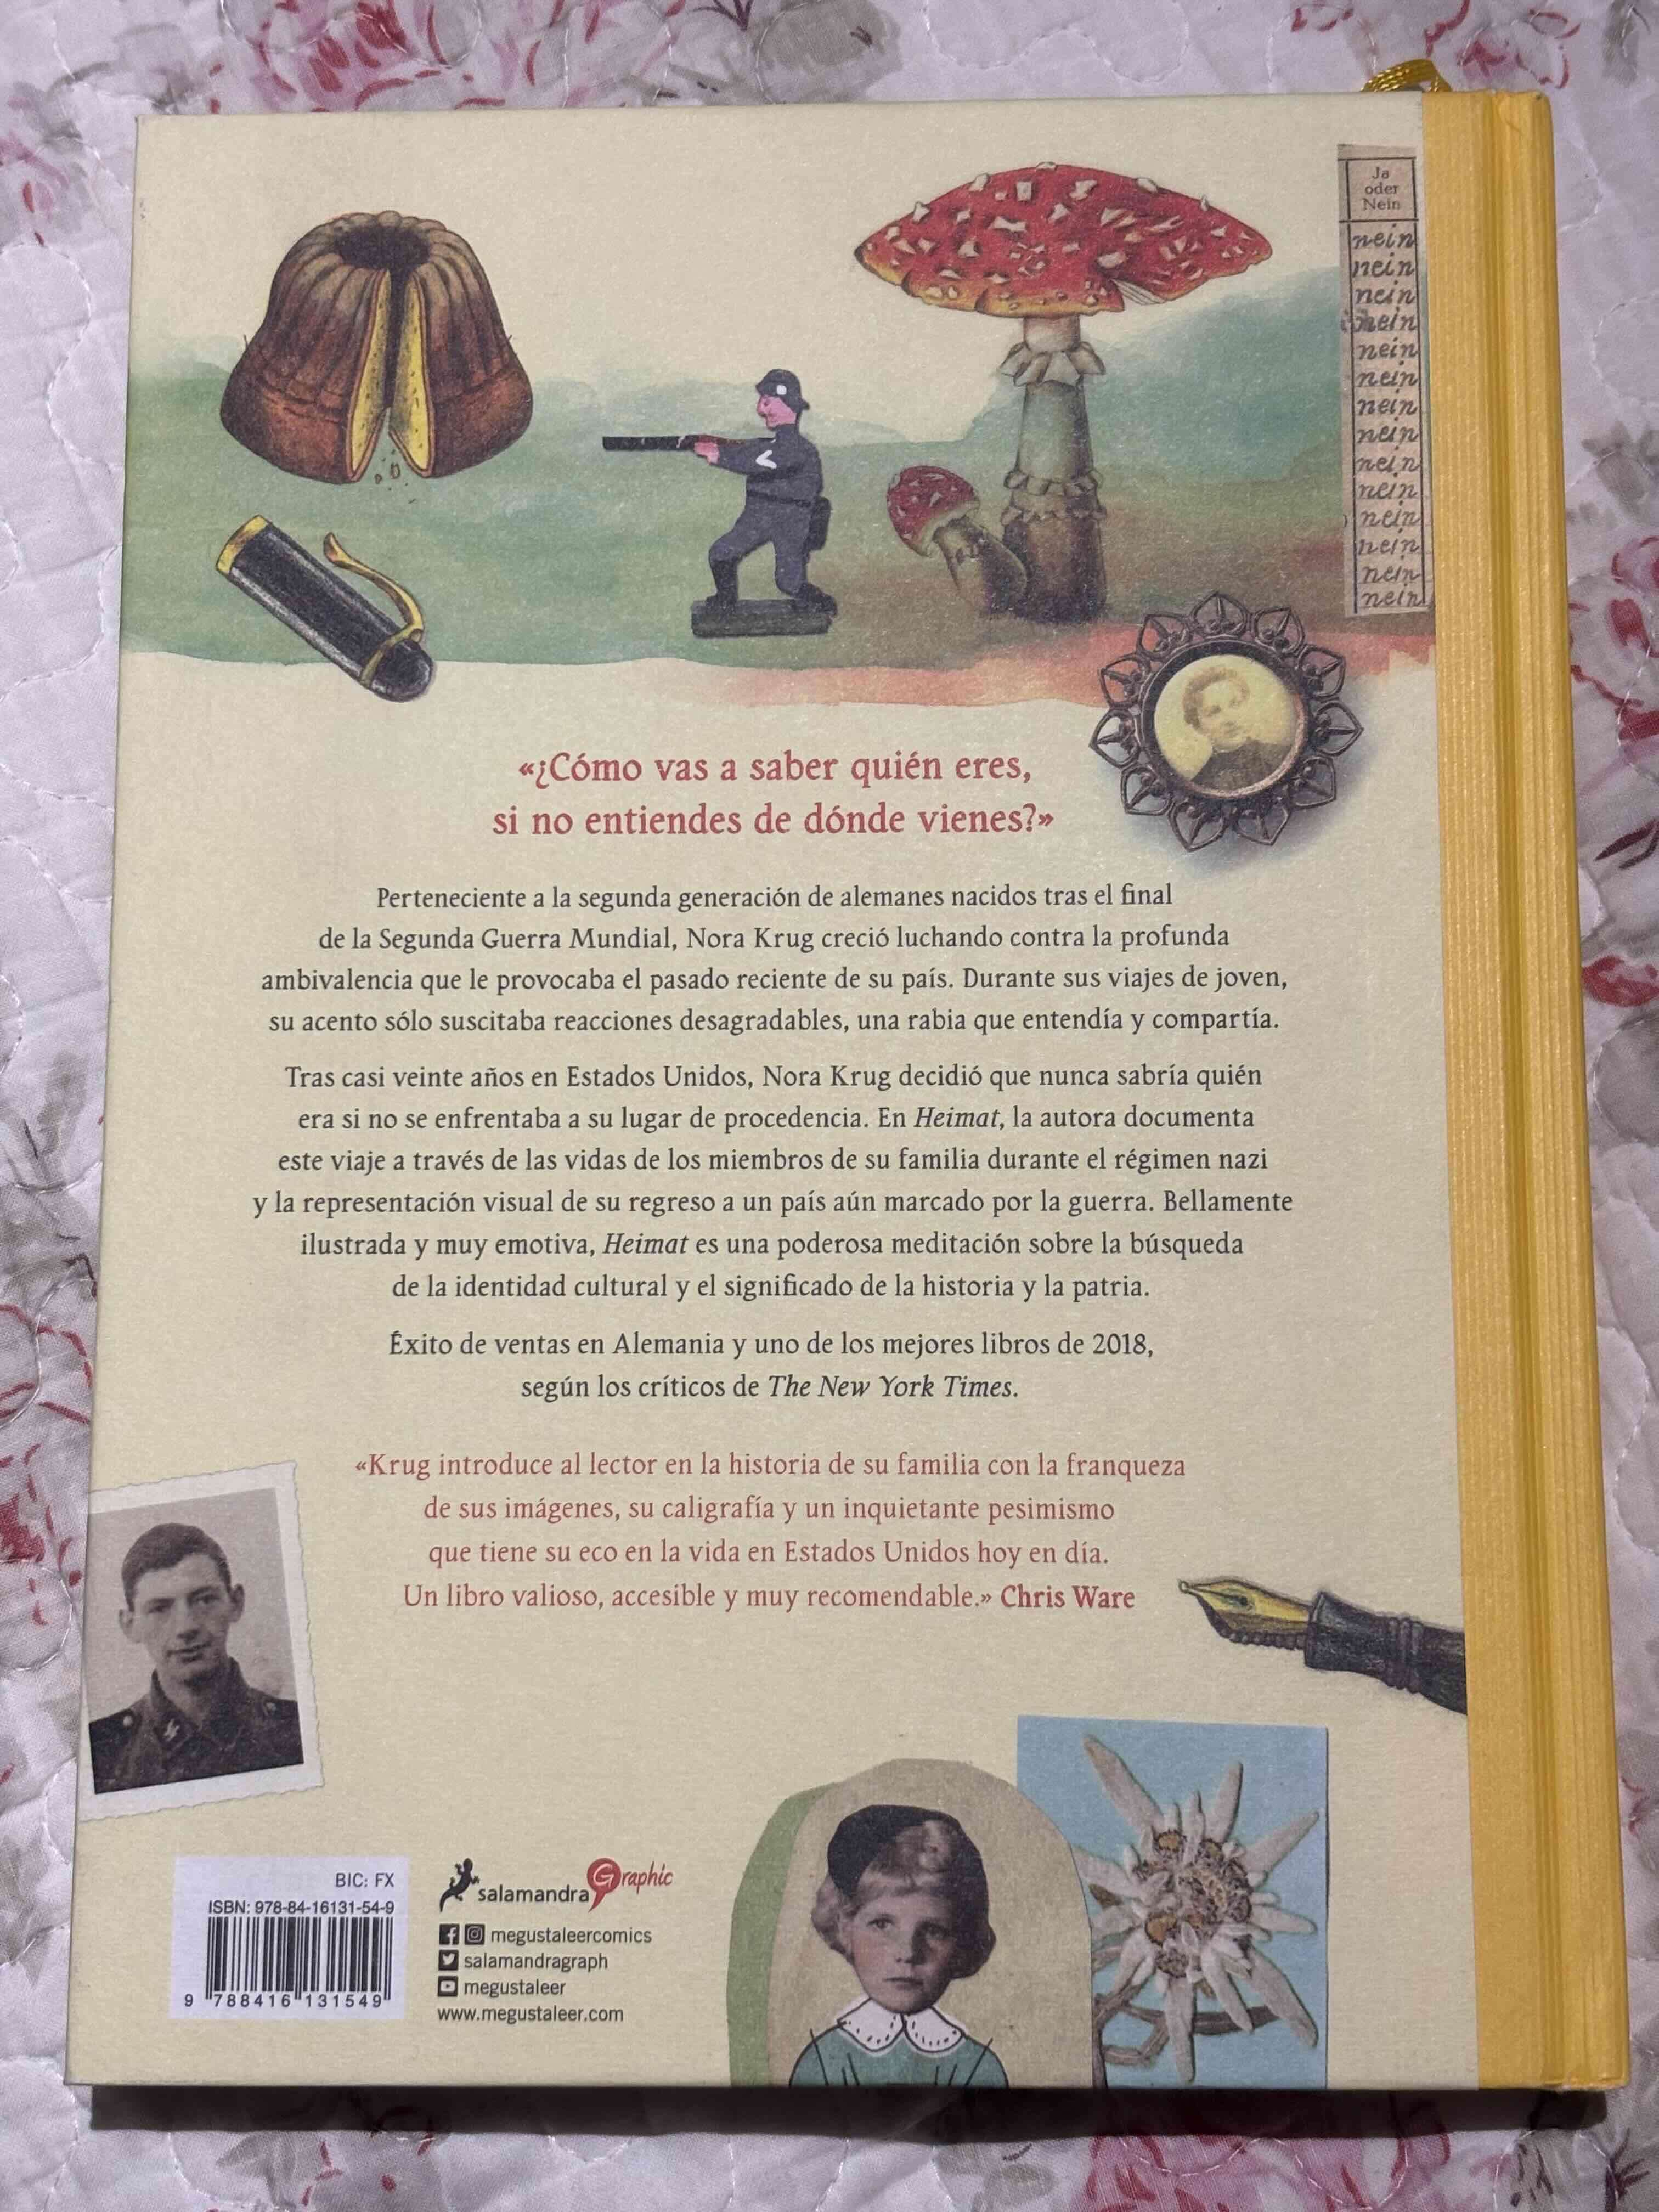 Ja
oder
Nein
nein
nein
nein
nein
nein
nein
nein
nein
nein
nein
nein
nein
nein
nein
«¿Cómo vas a saber quién eres,
si no entiendes de dónde vienes?»
Perteneciente a la segunda generación de alemanes nacidos tras el final
de la Segunda Guerra Mundial, Nora Krug creció luchando contra la profunda
ambivalencia que le provocaba el pasado reciente de su país. Durante sus viajes de joven,
su acento sólo suscitaba reacciones desagradables, una rabia que entendía y compartía.
Tras casi veinte años en Estados Unidos, Nora Krug decidió que nunca sabría quién
era si no se enfrentaba a su lugar de procedencia. En Heimat, la autora documenta
este viaje a través de las vidas de los miembros de su familia durante el régimen nazi
y la representación visual de su regreso a un país aún marcado por la guerra. Bellamente
ilustrada y muy emotiva, Heimat es una poderosa meditación sobre la búsqueda
de la identidad cultural y el significado de la historia y la patria.
Éxito de ventas en Alemania y uno de los mejores libros de 2018,
según los críticos de The New York Times.
«Krug introduce al lector en la historia de su familia con la franqueza
de sus imágenes, su caligrafía y un inquietante pesimismo
que tiene su eco en la vida en Estados Unidos hoy en día.
Un libro valioso, accesible y muy recomendable.» Chris Ware
BIC: FX
ISBN: 978-84-16131-54-9
9 788416 131549
salamandra Graphic
megustaleercomics
salamandragraph
megustaleer
www.megustaleer.com